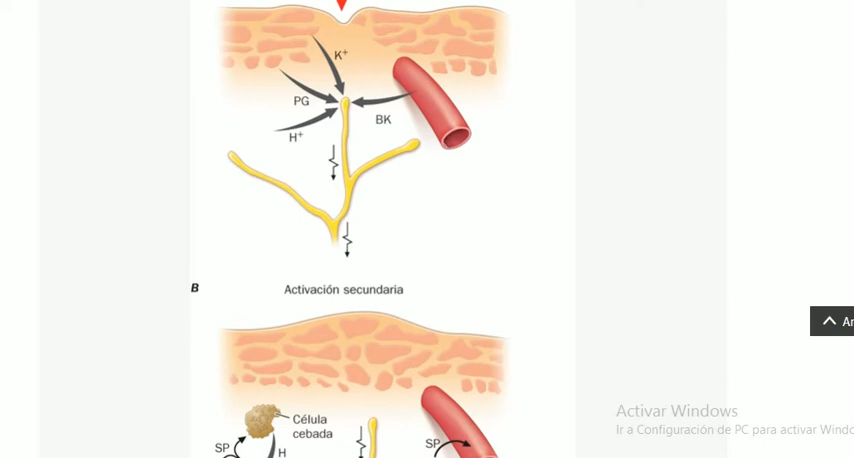 K+
PG
BK
H+
B
Activación secundaria
Célula
cebada
SP
H
SP
Activar Windows
Ir a Configuración de PC para activar Windo
Ar